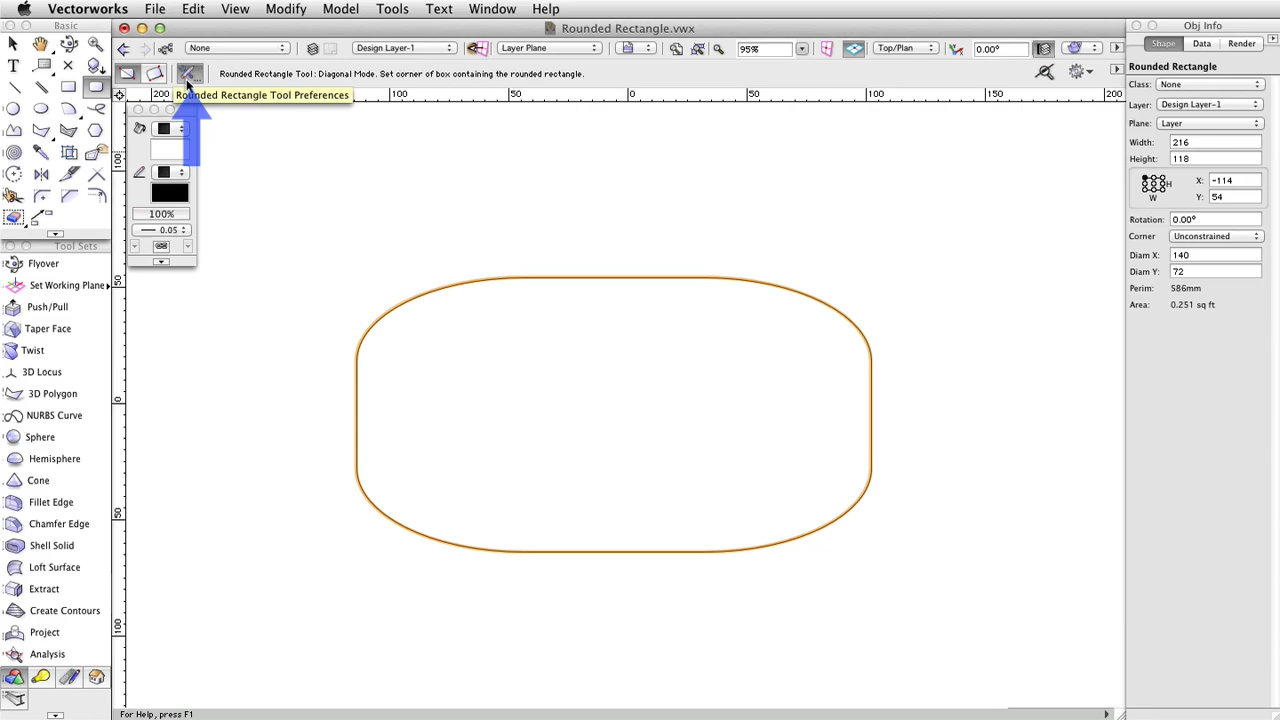 Vectorworks File Edit View Modify Model Tools Text Window Help
Basic
Rounded Rectangle.vwx
Obj Info
None
Design Layer-1
Layer Plane
95%
Top/Plan
0.00°
Shape Data Render
Rounded Rectangle Tool: Diagonal Mode. Set corner of box containing the rounded rectangle.
Rounded Rectangle Tool Preferences
200 100 50 0 50 100 150 200
100
50
0
50
100
100%
0.05
Rounded Rectangle
Class: None
Layer: Design Layer-1
Plane: Layer
Width: 216
Height: 118
H
W
X: -114
Y: 54
Rotation: 0.00°
Corner Unconstrained
Diam X: 140
Diam Y: 72
Perim: 586mm
Area: 0.251 sq ft
Tool Sets
Flyover
Set Working Plane
Push/Pull
Taper Face
Twist
3D Locus
3D Polygon
NURBS Curve
Sphere
Hemisphere
Cone
Fillet Edge
Chamfer Edge
Shell Solid
Loft Surface
Extract
Create Contours
Project
Analysis
For Help, press F1